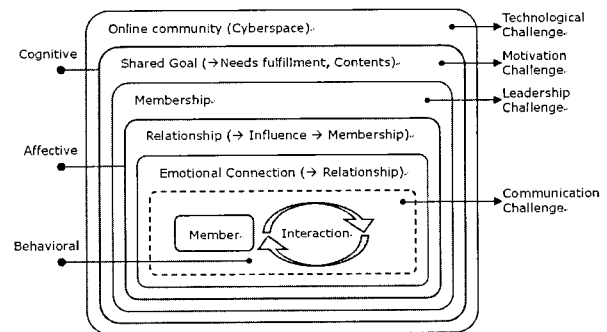 Online community (Cyberspace)
Technological
Challenge
Cognitive
Shared Goal (→Needs fulfillment, Contents)
Motivation
Challenge
Membership
Leadership
Challenge
Relationship (→ Influence → Membership)
Affective
Emotional Connection (→ Relationship)
Communication
Challenge
Member
Interaction
Behavioral